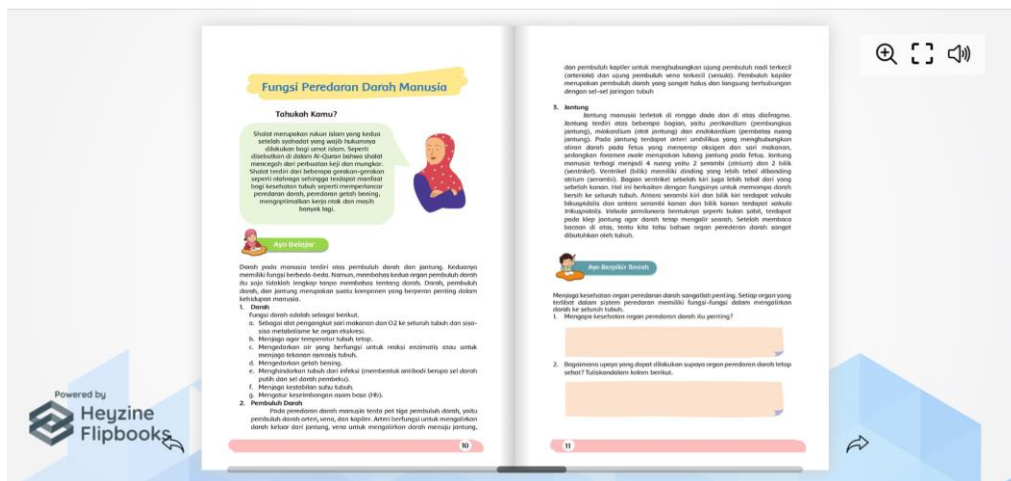 Fungsi Peredaran Darah Manusia
Tahukah Kamu?
Shalat merupakan rukun islam yang kedua
setelah syahadat yang wajib hukumnya
dilakukan bagi umat islam. Seperti
disebutkan di dalam Al-Quran bahwa shalat
mencegah dari perbuatan keji dan mungkar.
Shalat terdiri dari beberapa gerakan-gerakan
seperti olahraga sehingga terdapat manfaat
bagi kesehatan tubuh seperti memperlancar
peredaran darah, peredaran getah bening,
mengoptimalkan kerja otak dan masih
banyak lagi.
Ayo Belajar
Darah pada manusia terdiri atas pembuluh darah dan jantung. Keduanya
memiliki fungsi berbeda-beda. Namun, membahas kedua organ pembuluh darah
itu saja tidaklah lengkap tanpa membahas tentang darah. Darah, pembuluh
darah, dan jantung merupakan suatu komponen yang berperan penting dalam
kehidupan manusia.
1. Darah
Fungsi darah adalah sebagai berikut.
a. Sebagai alat pengangkut sari makanan dan O2 ke seluruh tubuh dan sisa-
sisa metabolisme ke organ ekskresi.
b. Menjaga agar temperatur tubuh tetap.
c. Mengedarkan air yang berfungsi untuk reaksi enzimatis atau untuk
menjaga tekanan osmosis tubuh.
d. Mengedarkan getah bening.
e. Menghindarkan tubuh dari infeksi (membentuk antibodi berupa sel darah
putih dan sel darah pembeku).
f. Menjaga kestabilan suhu tubuh.
g. Mengatur keseimbangan asam basa (Hb).
2. Pembuluh Darah
Pada peredaran darah manusia terda pat tiga pembuluh darah, yaitu
pembuluh darah arteri, vena, dan kapiler. Arteri berfungsi untuk mengalirkan
darah keluar dari jantung, vena untuk mengalirkan darah menuju jantung,
10
dan pembuluh kapiler untuk menghubungkan ujung pembuluh nadi terkecil
(arteriola) dan ujung pembuluh vena terkecil (venula). Pembuluh kapiler
merupakan pembuluh darah yang sangat halus dan langsung berhubungan
dengan sel-sel jaringan tubuh
3. Jantung
Jantung manusia terletak di rongga dada dan di atas diafragma.
Jantung terdiri atas beberapa bagian, yaitu perikardium (pembungkus
jantung), miokardium (otot jantung) dan endokardium (pembatas ruang
jantung). Pada jantung terdapat arteri umbilikus yang menghubungkan
aliran darah pada fetus yang menyerap oksigen dan sari makanan,
sedangkan foramen ovale merupakan lubang jantung pada fetus. Jantung
manusia terbagi menjadi 4 ruang yaitu 2 serambi (atrium) dan 2 bilik
(ventrikel). Ventrikel (bilik) memiliki dinding yang lebih tebal dibanding
atrium (serambi). Bagian ventrikel sebelah kiri juga lebih tebal dari yang
sebelah kanan. Hal ini berkaitan dengan fungsinya untuk memompa darah
ke seluruh tubuh. Antara serambi kiri dan bilik kiri terdapat valvula
bikuspidalis dan antara serambi kanan dan bilik kanan terdapat valvula
trikuspidalis. Valvula semilunaris bentuknya seperti bulan sabit, terdapat
pada klep jantung agar darah tetap mengalir searah. Setelah membaca
bacaan di atas, tentu kita tahu bahwa organ perederan darah sangat
dibutuhkan oleh tubuh.
Ayo Berpikir Ilmiah
Menjaga kesehatan organ peredaran darah sangatlah penting. Setiap organ yang
terlibat dalam sistem peredaran memiliki fungsi-fungsi dalam mengalirkan
darah ke seluruh tubuh.
1. Mengapa kesehatan organ peredaran darah itu penting?
2. Bagaimana upaya yang dapat dilakukan supaya organ peredaran darah tetap
sehat? Tuliskandalam kolom berikut.
11
Powered by
Heyzine
Flipbooks